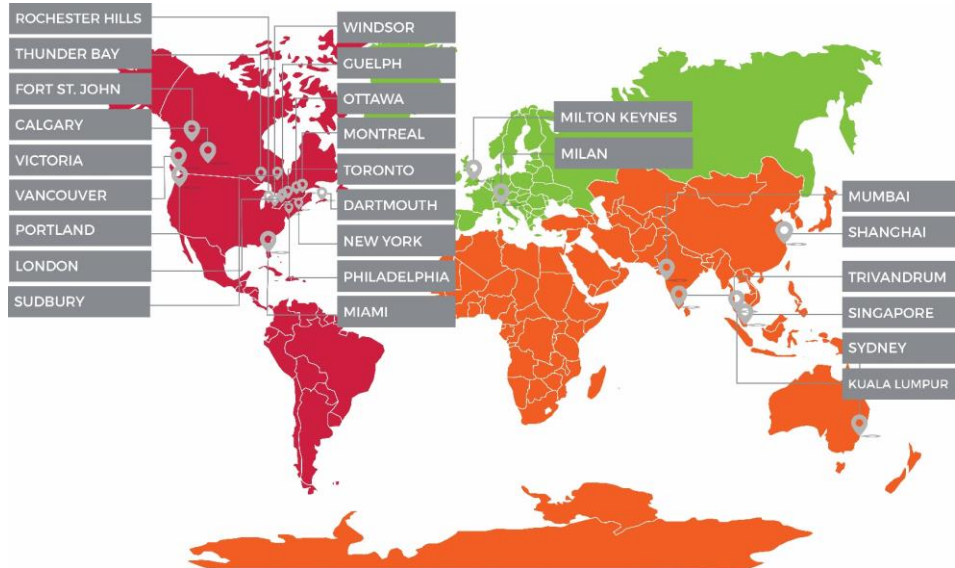 ROCHESTER HILLS
THUNDER BAY
FORT ST. JOHN
CALGARY
VICTORIA
VANCOUVER
PORTLAND
LONDON
SUDBURY
WINDSOR
GUELPH
OTTAWA
MONTREAL
TORONTO
DARTMOUTH
NEW YORK
PHILADELPHIA
MIAMI
MILTON KEYNES
MILAN
MUMBAI
SHANGHAI
TRIVANDRUM
SINGAPORE
SYDNEY
KUALA LUMPUR